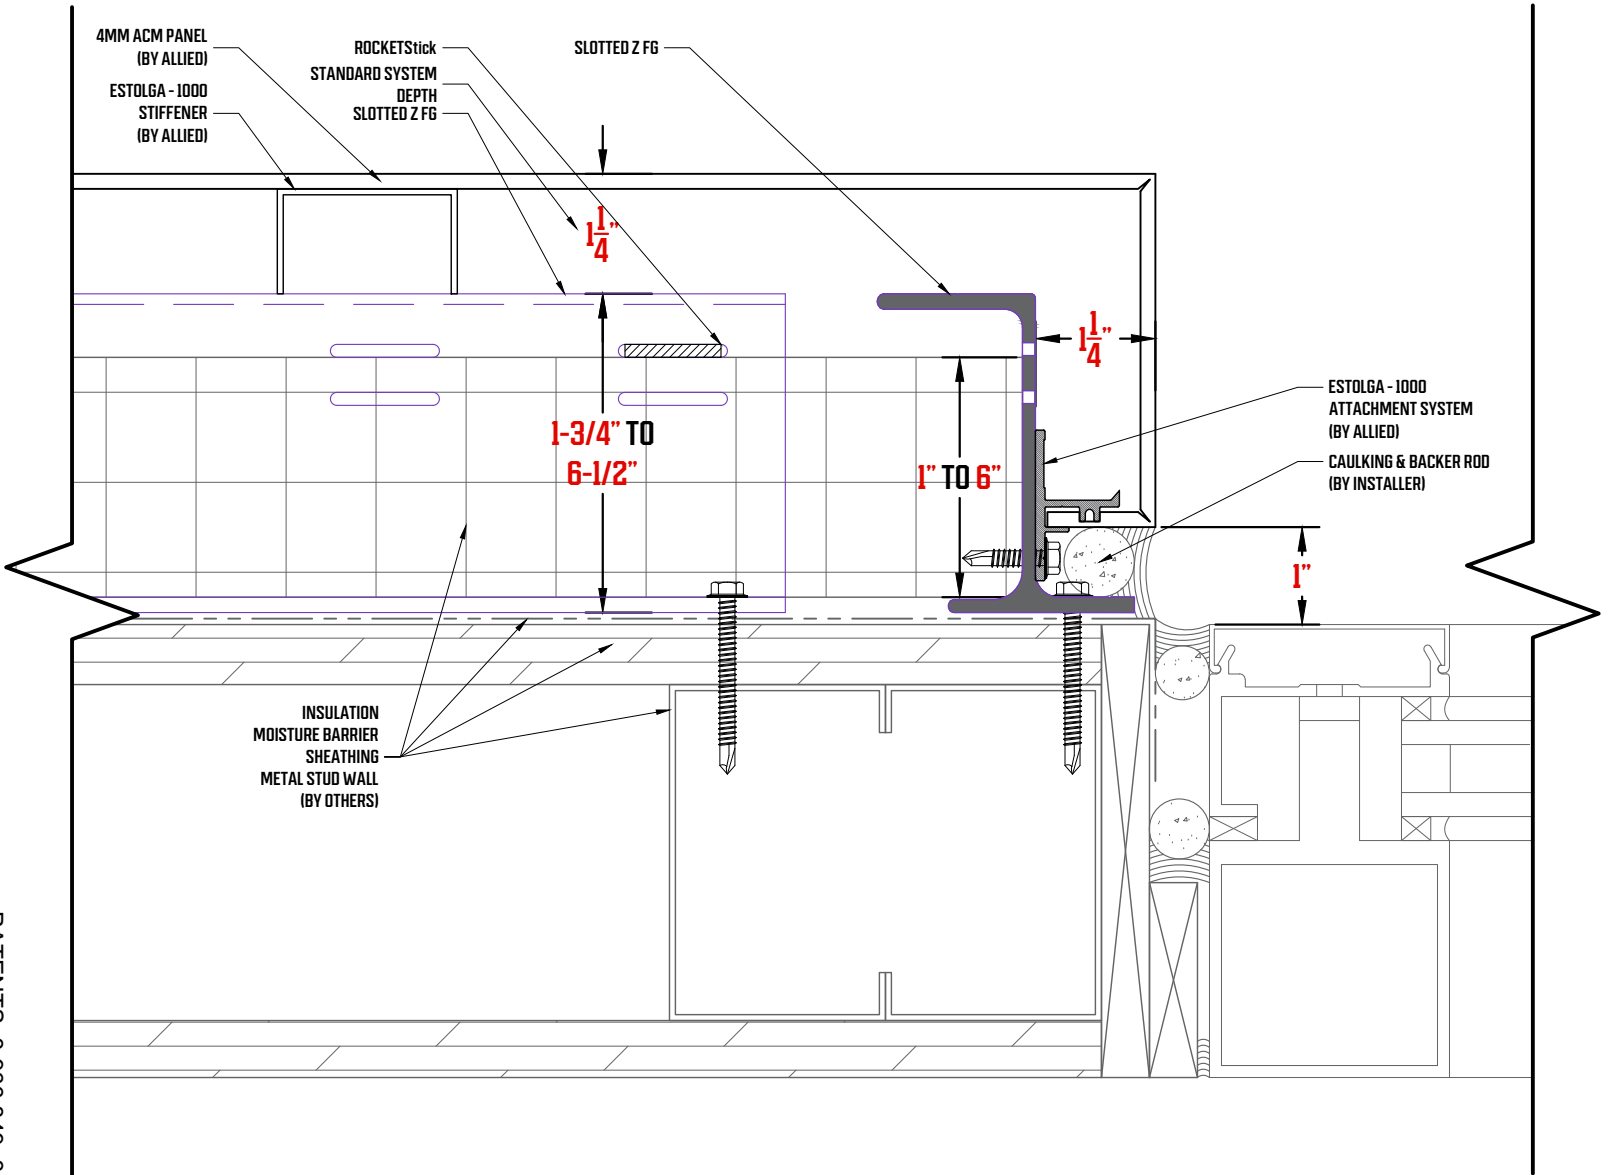 4MM ACM PANEL
(BY ALLIED)
ESTOLGA - 1000
STIFFENER
(BY ALLIED)
ROCKETStick
STANDARD SYSTEM
DEPTH
SLOTTED Z FG
SLOTTED Z FG
1 1/4"
1 1/4"
1-3/4" TO
6-1/2"
1" TO 6"
ESTOLGA - 1000
ATTACHMENT SYSTEM
(BY ALLIED)
CAULKING & BACKER ROD
(BY INSTALLER)
1"
INSULATION
MOISTURE BARRIER
SHEATHING
METAL STUD WALL
(BY OTHERS)